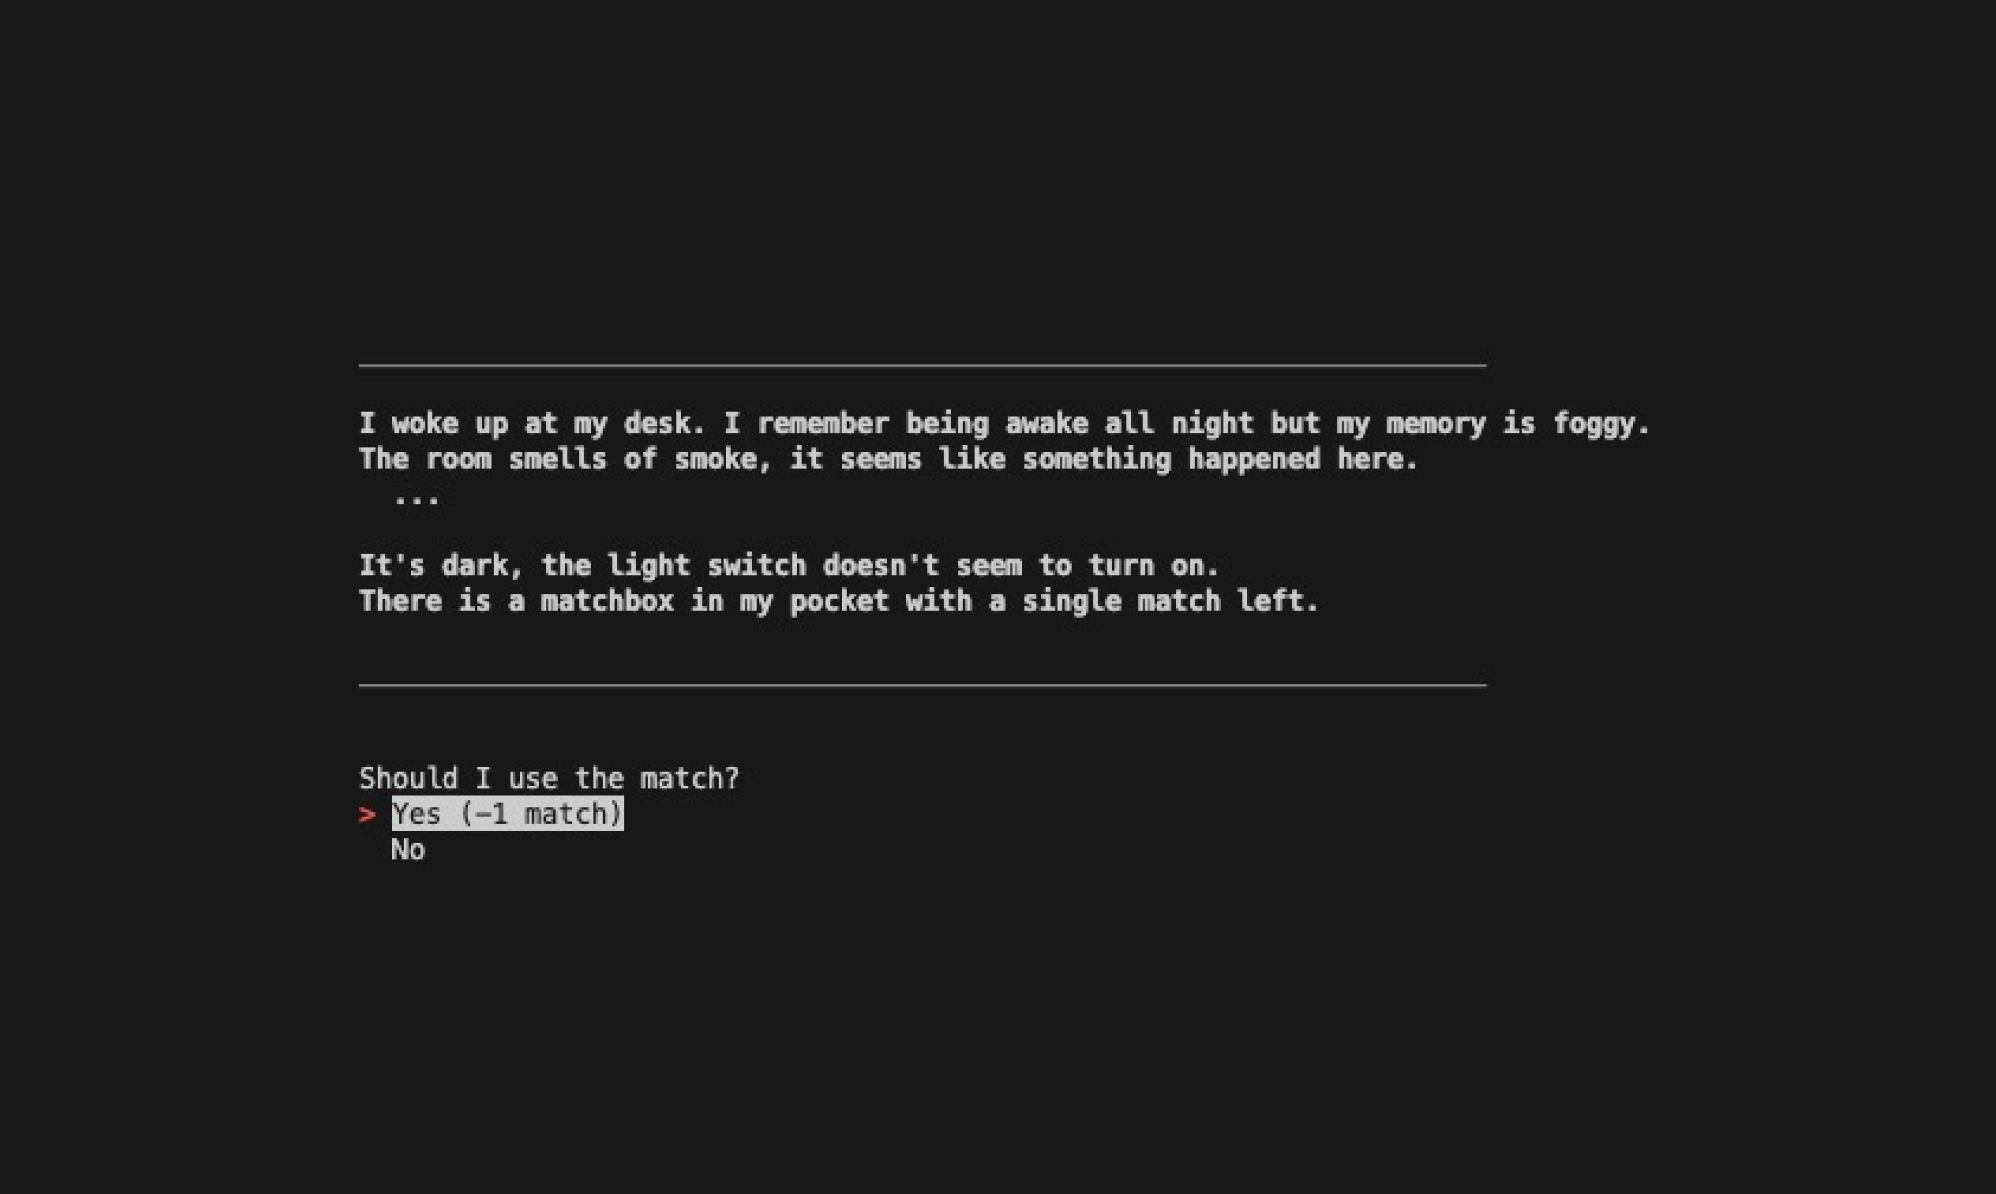 I woke up at my desk. I remember being awake all night but my memory is foggy.
The room smells of smoke, it seems like something happened here.
...
It's dark, the light switch doesn't seem to turn on.
There is a matchbox in my pocket with a single match left.
Should I use the match?
> Yes (-1 match)
No